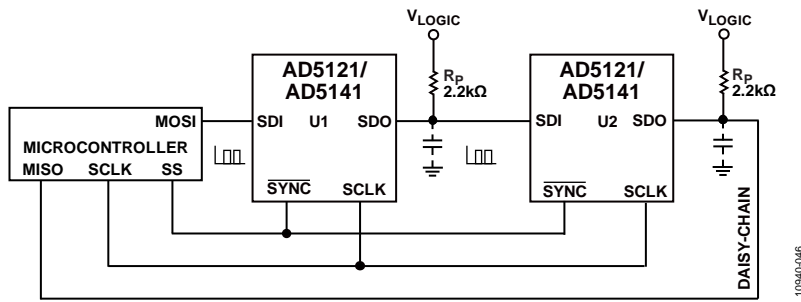 VLOGIC
VLOGIC
AD5121/
AD5141
RP
2.2kΩ
AD5121/
AD5141
RP
2.2kΩ
MOSI
SDI
U1
SDO
SDI
U2
SDO
MICROCONTROLLER
MISO
SCLK
SS
SYNC
SCLK
SYNC
SCLK
DAISY-CHAIN
10940-046